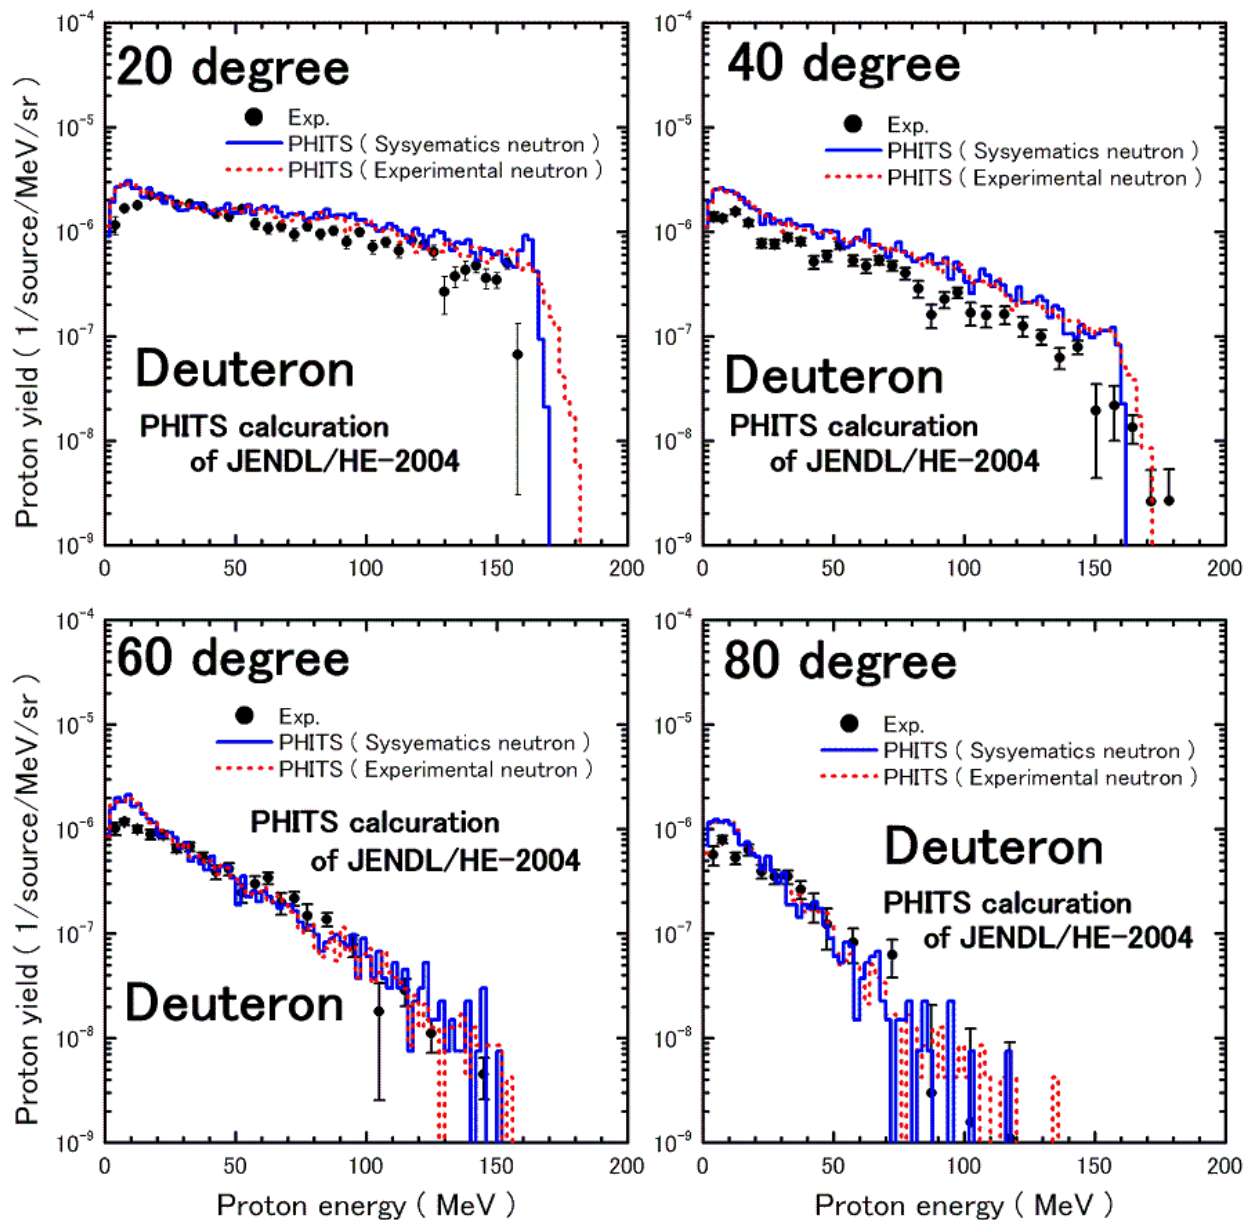 20 degree
Exp.
PHITS ( Sysyematics neutron )
PHITS ( Experimental neutron )
Deuteron
PHITS calcuration
of JENDL/HE-2004
Proton yield ( 1/source/MeV/sr )
10⁻⁴
10⁻⁵
10⁻⁶
10⁻⁷
10⁻⁸
10⁻⁹
0 50 100 150 200
40 degree
Exp.
PHITS ( Sysyematics neutron )
PHITS ( Experimental neutron )
Deuteron
PHITS calcuration
of JENDL/HE-2004
10⁻⁴
10⁻⁵
10⁻⁶
10⁻⁷
10⁻⁸
10⁻⁹
0 50 100 150 200
60 degree
Exp.
PHITS ( Sysyematics neutron )
PHITS ( Experimental neutron )
PHITS calcuration
of JENDL/HE-2004
Deuteron
Proton yield ( 1/source/MeV/sr )
10⁻⁴
10⁻⁵
10⁻⁶
10⁻⁷
10⁻⁸
10⁻⁹
0 50 100 150 200
Proton energy ( MeV )
80 degree
Exp.
PHITS ( Sysyematics neutron )
PHITS ( Experimental neutron )
Deuteron
PHITS calcuration
of JENDL/HE-2004
10⁻⁴
10⁻⁵
10⁻⁶
10⁻⁷
10⁻⁸
10⁻⁹
0 50 100 150 200
Proton energy ( MeV )